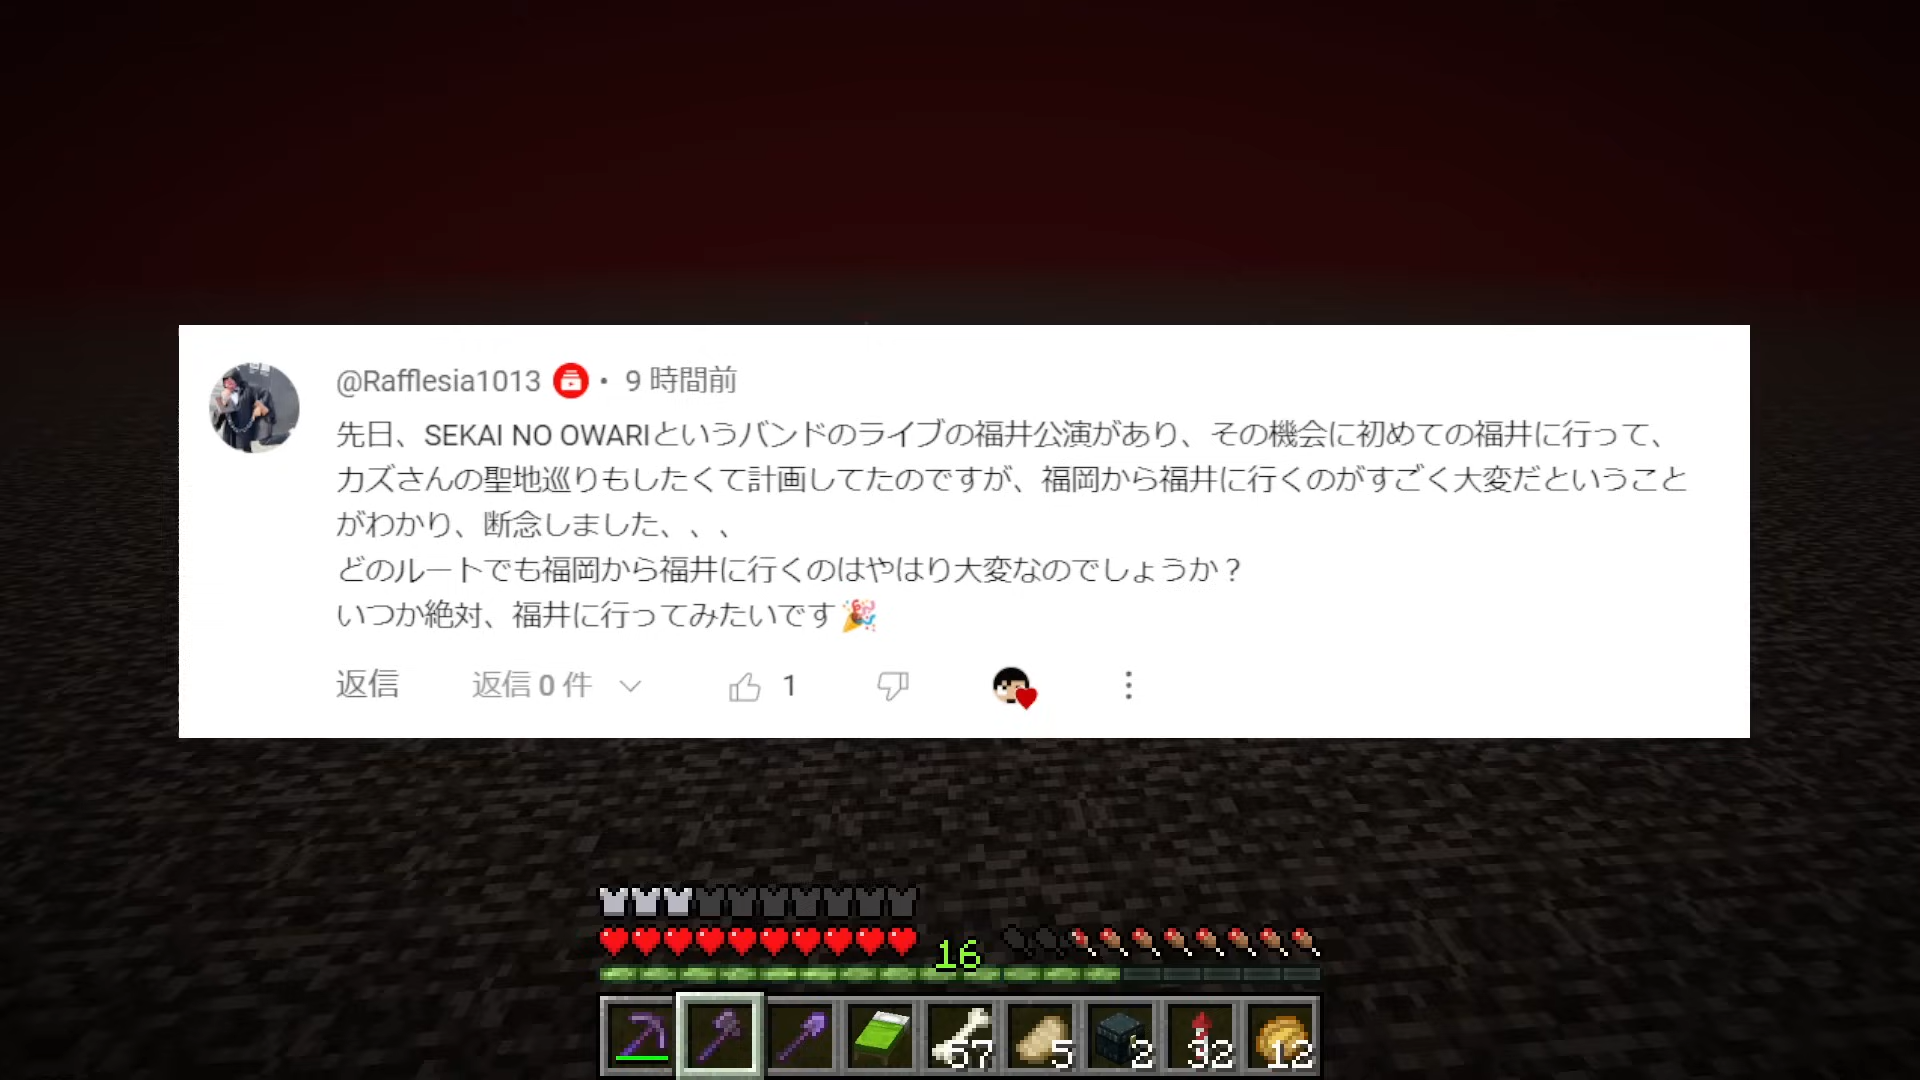 @Rafflesia1013 • 9 時間前
先日、SEKAI NO OWARIというバンドのライブの福井公演があり、その機会に初めての福井に行って、
カズさんの聖地巡りもしたくて計画してたのですが、福岡から福井に行くのがすごく大変だということ
がわかり、断念しました、、、
どのルートでも福岡から福井に行くのはやはり大変なのでしょうか？
いつか絶対、福井に行ってみたいです🎉
返信 返信 0 件 1
16
57 5 2 32 12